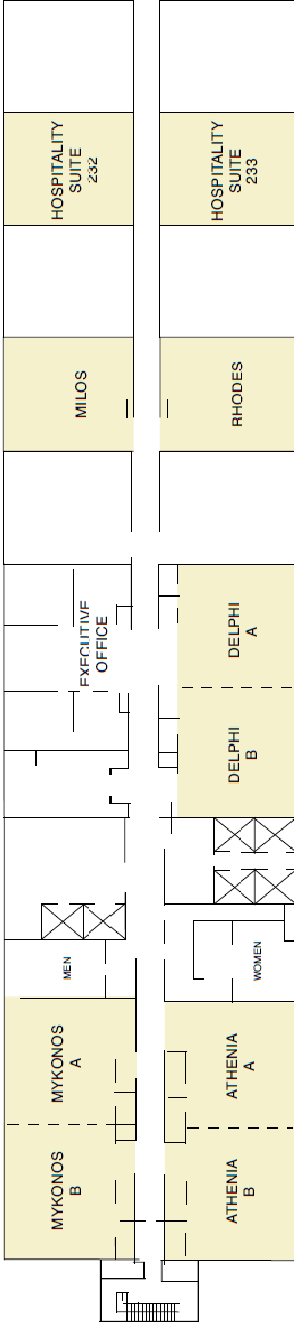 HOSPITALITY
SUITE
232
HOSPITALITY
SUITE
233
MILOS
RHODES
EXECUTIVE
OFFICE
DELPHI
A
DELPHI
B
MEN
WOMEN
MYKONOS
A
ATHENIA
A
MYKONOS
B
ATHENIA
B